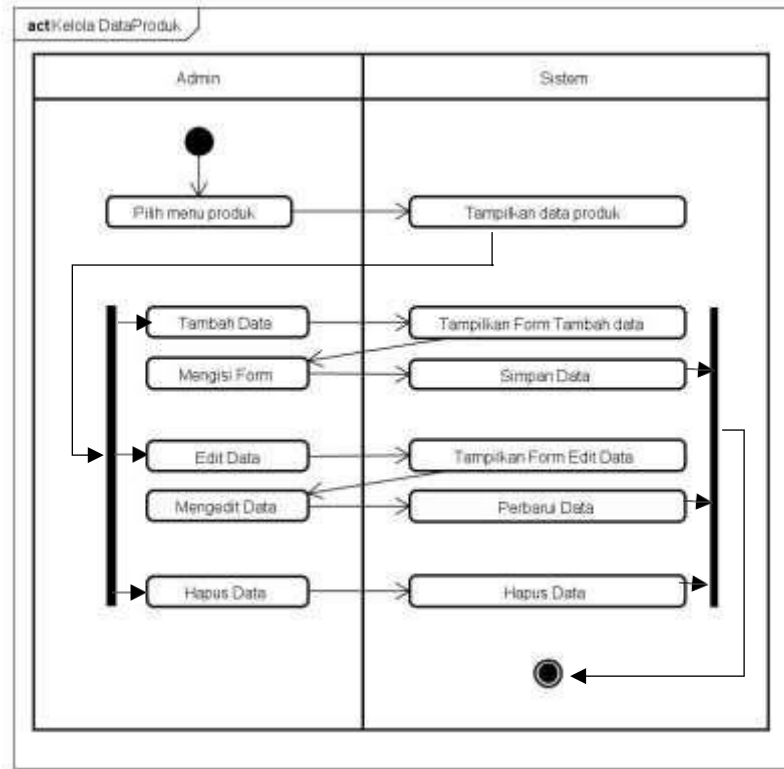 act Kelola DataProduk
Admin
Sistem
Pilih menu produk
Tampilkan data produk
Tambah Data
Tampilkan Form Tambah data
Mengisi Form
Simpan Data
Edit Data
Tampilkan Form Edit Data
Mengedit Data
Perbarui Data
Hapus Data
Hapus Data